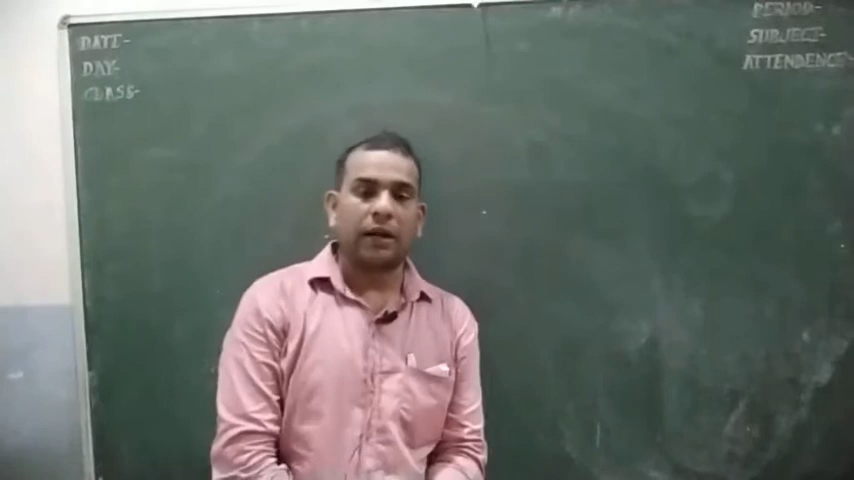 DATE-
DAY-
CLASS-
PERIOD-
SUBJECT-
ATTENDENCE-